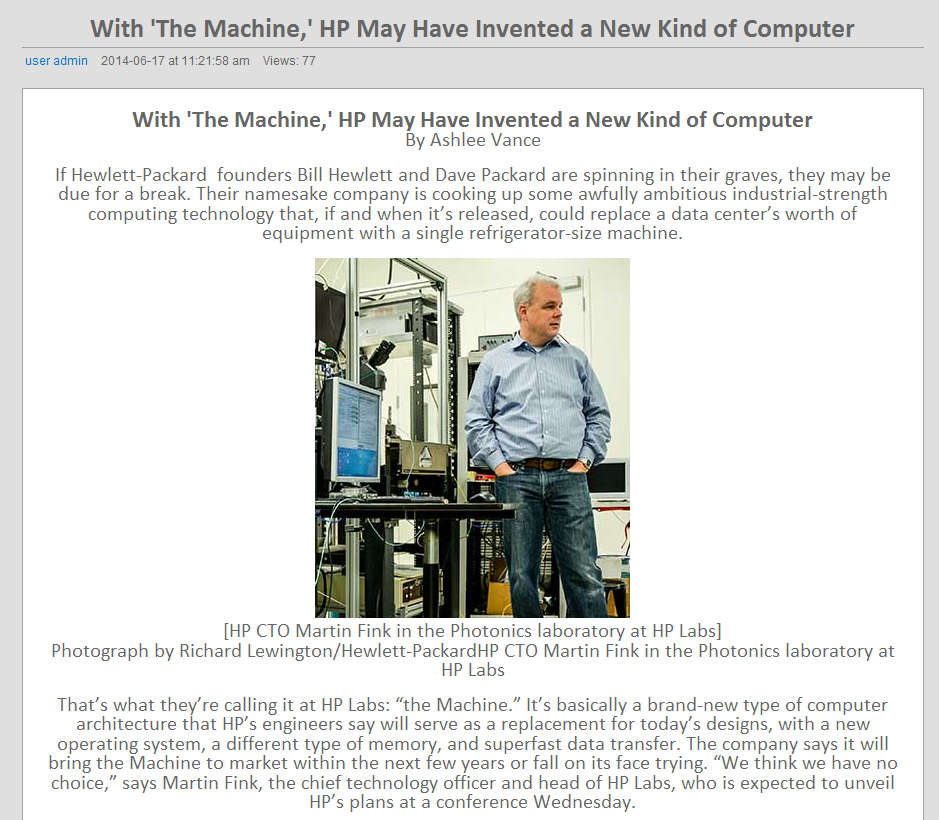 With 'The Machine,' HP May Have Invented a New Kind of Computer
user admin 2014-06-17 at 11:21:58 am Views: 77
With 'The Machine,' HP May Have Invented a New Kind of Computer
By Ashlee Vance
If Hewlett-Packard  founders Bill Hewlett and Dave Packard are spinning in their graves, they may be
due for a break. Their namesake company is cooking up some awfully ambitious industrial-strength
computing technology that, if and when it’s released, could replace a data center’s worth of
equipment with a single refrigerator-size machine.
[HP CTO Martin Fink in the Photonics laboratory at HP Labs]
Photograph by Richard Lewington/Hewlett-PackardHP CTO Martin Fink in the Photonics laboratory at
HP Labs
That’s what they’re calling it at HP Labs: “the Machine.” It’s basically a brand-new type of computer
architecture that HP’s engineers say will serve as a replacement for today’s designs, with a new
operating system, a different type of memory, and superfast data transfer. The company says it will
bring the Machine to market within the next few years or fall on its face trying. “We think we have no
choice,” says Martin Fink, the chief technology officer and head of HP Labs, who is expected to unveil
HP’s plans at a conference Wednesday.